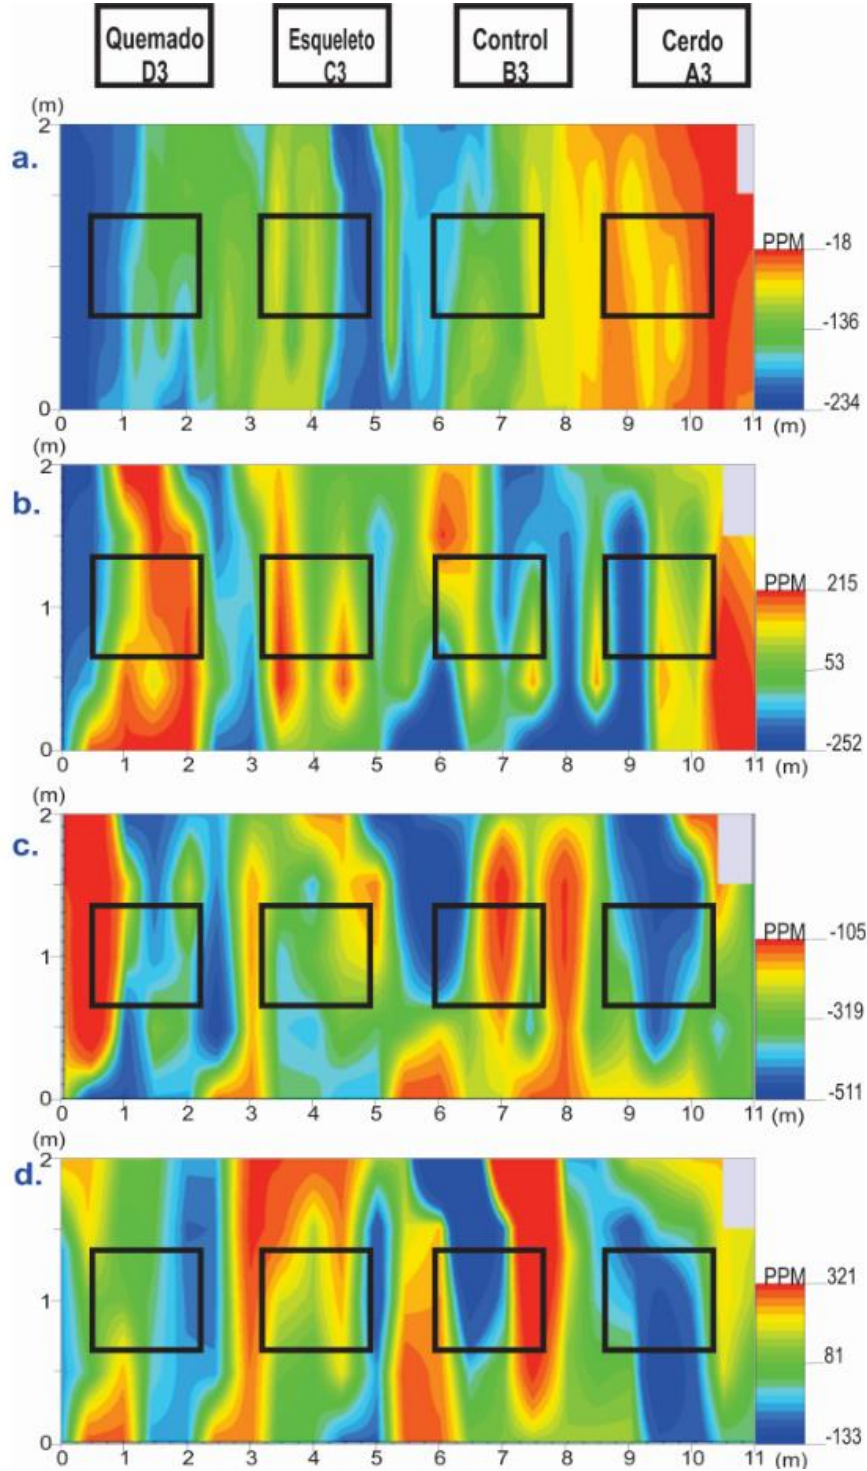 Quemado Esqueleto Control Cerdo
D3 C3 B3 A3
(m)
a.
2
PPM -18
-136
-234
0
0 1 2 3 4 5 6 7 8 9 10 (m) 11
(m)
b.
2
PPM 215
1
53
-252
0
0 1 2 3 4 5 6 7 8 9 10 (m) 11
(m)
c.
2
PPM -105
1
-319
-511
0
0 1 2 3 4 5 6 7 8 9 10 11
(m) (m)
d.
2
PPM 321
1
81
-133
0
0 1 2 3 4 5 6 7 8 9 10 11
(m)